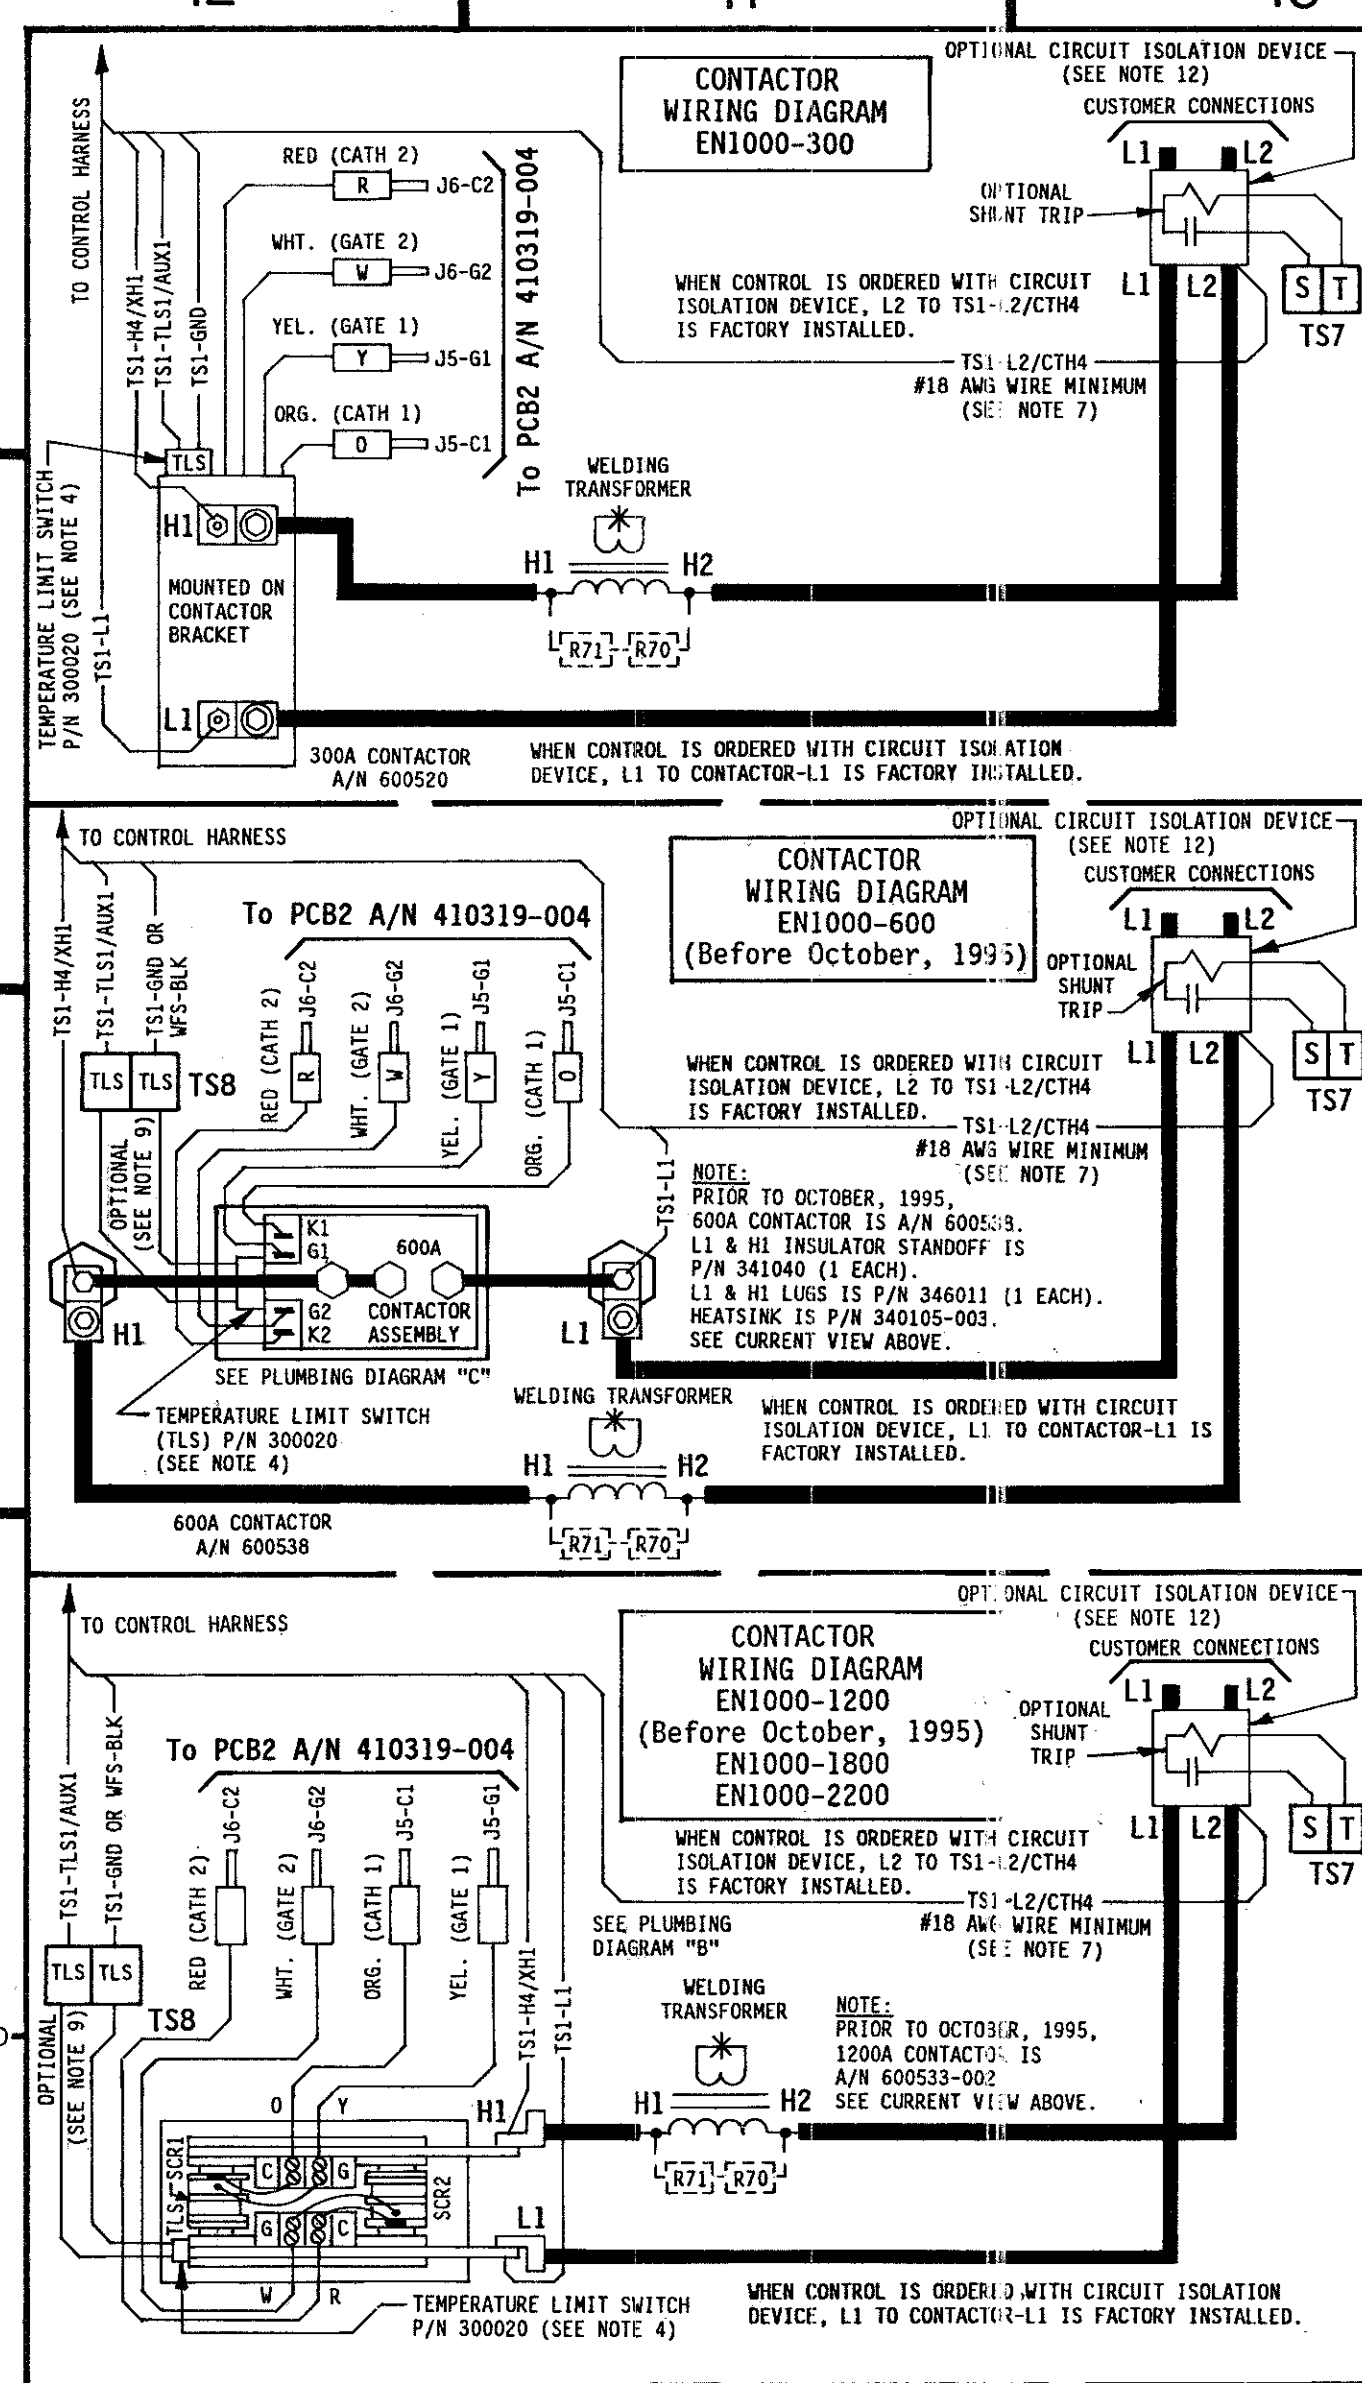 OPTIONAL CIRCUIT ISOLATION DEVICE
(SEE NOTE 12)
CUSTOMER CONNECTIONS
CONTACTOR
WIRING DIAGRAM
EN1000-300
TO CONTROL HARNESS
TS1-H4/XH1
TS1-TLS1/AUX1
TS1-GND
RED (CATH 2)
R
J6-C2
WHT. (GATE 2)
W
J6-G2
YEL. (GATE 1)
Y
J5-G1
ORG. (CATH 1)
O
J5-C1
To PCB2 A/N 410319-004
L1
L2
OPTIONAL
SHUNT TRIP
L1
L2
S
T
TS7
WHEN CONTROL IS ORDERED WITH CIRCUIT
ISOLATION DEVICE, L2 TO TS1-L2/CTH4
IS FACTORY INSTALLED.
TS1-L2/CTH4
#18 AWG WIRE MINIMUM
(SEE NOTE 7)
TEMPERATURE LIMIT SWITCH
P/N 300020 (SEE NOTE 4)
TS1-L1
TLS
H1
MOUNTED ON
CONTACTOR
BRACKET
L1
WELDING
TRANSFORMER
H1
H2
R71
R70
300A CONTACTOR
A/N 600520
WHEN CONTROL IS ORDERED WITH CIRCUIT ISOLATION
DEVICE, L1 TO CONTACTOR-L1 IS FACTORY INSTALLED.
TO CONTROL HARNESS
OPTIONAL CIRCUIT ISOLATION DEVICE
(SEE NOTE 12)
CUSTOMER CONNECTIONS
CONTACTOR
WIRING DIAGRAM
EN1000-600
(Before October, 1995)
To PCB2 A/N 410319-004
TS1-H4/XH1
TS1-TLS1/AUX1
TS1-GND OR
WFS-BLK
RED (CATH 2)
R
J6-C2
WHT. (GATE 2)
W
J6-G2
YEL. (GATE 1)
Y
J5-G1
ORG. (CATH 1)
O
J5-C1
L1
L2
OPTIONAL
SHUNT
TRIP
L1
L2
S
T
TS7
TLS
TLS
TS8
WHEN CONTROL IS ORDERED WITH CIRCUIT
ISOLATION DEVICE, L2 TO TS1-L2/CTH4
IS FACTORY INSTALLED.
TS1-L2/CTH4
#18 AWG WIRE MINIMUM
(SEE NOTE 7)
OPTIONAL
(SEE NOTE 9)
TS1-L1
NOTE:
PRIOR TO OCTOBER, 1995,
600A CONTACTOR IS A/N 600538.
L1 & H1 INSULATOR STANDOFF IS
P/N 341040 (1 EACH).
L1 & H1 LUGS IS P/N 346011 (1 EACH).
HEATSINK IS P/N 340105-003.
SEE CURRENT VIEW ABOVE.
K1
G1
600A
G2
K2
CONTACTOR
ASSEMBLY
H1
L1
SEE PLUMBING DIAGRAM "C"
TEMPERATURE LIMIT SWITCH
(TLS) P/N 300020
(SEE NOTE 4)
WELDING TRANSFORMER
H1
H2
R71
R70
WHEN CONTROL IS ORDERED WITH CIRCUIT
ISOLATION DEVICE, L1 TO CONTACTOR-L1 IS
FACTORY INSTALLED.
600A CONTACTOR
A/N 600538
TO CONTROL HARNESS
OPTIONAL CIRCUIT ISOLATION DEVICE
(SEE NOTE 12)
CUSTOMER CONNECTIONS
CONTACTOR
WIRING DIAGRAM
EN1000-1200
(Before October, 1995)
EN1000-1800
EN1000-2200
To PCB2 A/N 410319-004
TS1-TLS1/AUX1
TS1-GND OR WFS-BLK
RED (CATH 2)
J6-C2
WHT. (GATE 2)
J6-G2
ORG. (CATH 1)
J5-C1
YEL. (GATE 1)
J5-G1
L1
L2
OPTIONAL
SHUNT
TRIP
L1
L2
S
T
TS7
WHEN CONTROL IS ORDERED WITH CIRCUIT
ISOLATION DEVICE, L2 TO TS1-L2/CTH4
IS FACTORY INSTALLED.
TS1-L2/CTH4
#18 AWG WIRE MINIMUM
(SEE NOTE 7)
SEE PLUMBING
DIAGRAM "B"
TLS
TLS
TS8
OPTIONAL
(SEE NOTE 9)
TS1-H4/XH1
TS1-L1
WELDING
TRANSFORMER
H1
H2
R71
R70
NOTE:
PRIOR TO OCTOBER, 1995,
1200A CONTACTOR IS
A/N 600533-002
SEE CURRENT VIEW ABOVE.
O
Y
H1
TLS
SCR1
C
G
G
C
SCR2
L1
W
R
TEMPERATURE LIMIT SWITCH
P/N 300020 (SEE NOTE 4)
WHEN CONTROL IS ORDERED WITH CIRCUIT ISOLATION
DEVICE, L1 TO CONTACTOR-L1 IS FACTORY INSTALLED.